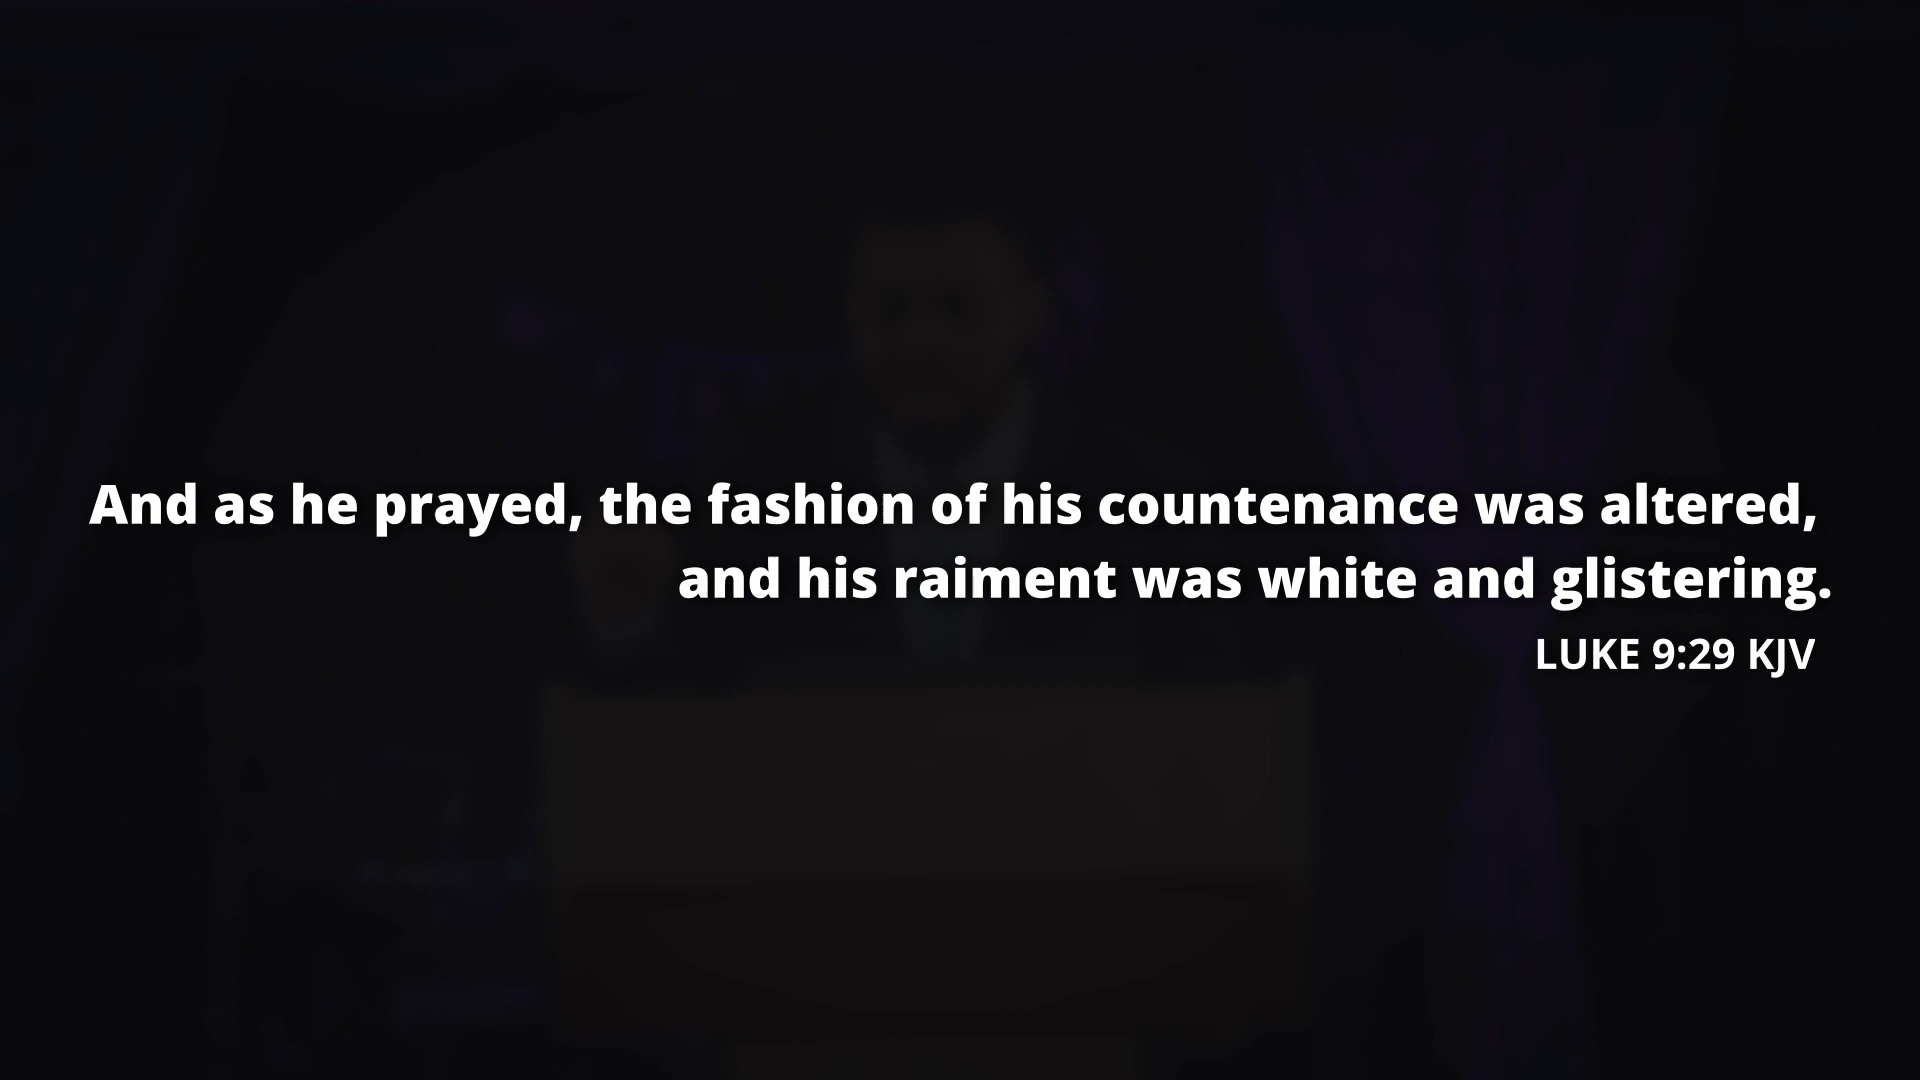 And as he prayed, the fashion of his countenance was altered,
and his raiment was white and glistering.
LUKE 9:29 KJV